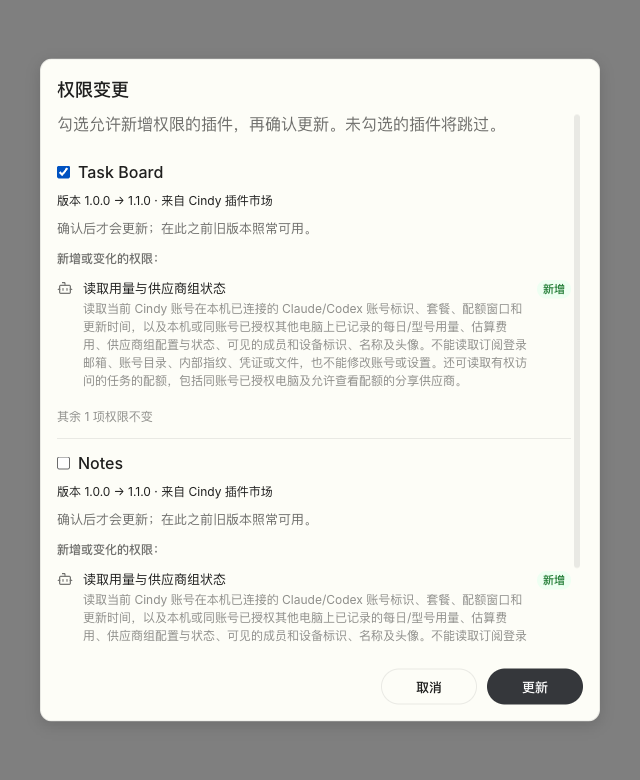 权限变更
勾选允许新增权限的插件，再确认更新。未勾选的插件将跳过。
Task Board
版本 1.0.0 → 1.1.0 · 来自 Cindy 插件市场
确认后才会更新；在此之前旧版本照常可用。
新增或变化的权限：
读取用量与供应商组状态 新增
读取当前 Cindy 账号在本机已连接的 Claude/Codex 账号标识、套餐、配额窗口和
更新时间，以及本机或同账号已授权其他电脑上已记录的每日/型号用量、估算费
用、供应商组配置与状态、可见的成员和设备标识、名称及头像。不能读取订阅登录
邮箱、账号目录、内部指纹、凭证或文件，也不能修改账号或设置。还可读取有权访
问的任务的配额，包括同账号已授权电脑及允许查看配额的分享供应商。
其余 1 项权限不变
Notes
版本 1.0.0 → 1.1.0 · 来自 Cindy 插件市场
确认后才会更新；在此之前旧版本照常可用。
新增或变化的权限：
读取用量与供应商组状态 新增
读取当前 Cindy 账号在本机已连接的 Claude/Codex 账号标识、套餐、配额窗口和
更新时间，以及本机或同账号已授权其他电脑上已记录的每日/型号用量、估算费
用、供应商组配置与状态、可见的成员和设备标识、名称及头像。不能读取订阅登录
取消 更新